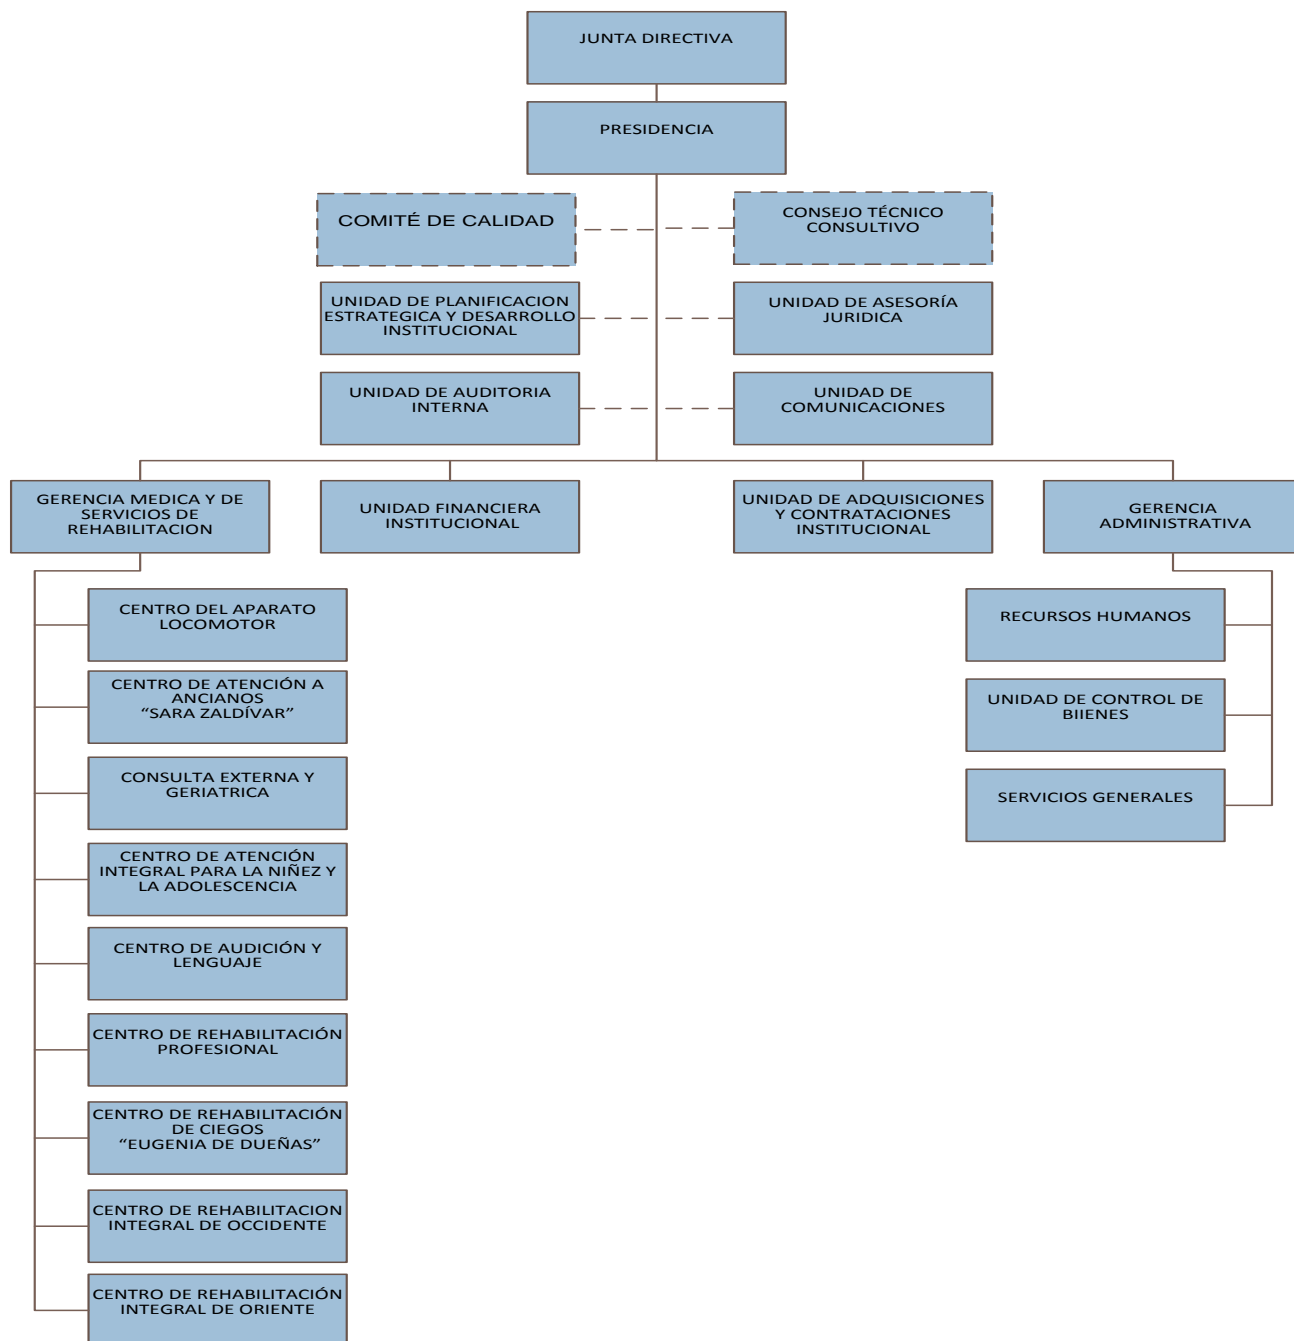 JUNTA DIRECTIVA
PRESIDENCIA
COMITÉ DE CALIDAD
CONSEJO TÉCNICO
CONSULTIVO
UNIDAD DE PLANIFICACION
ESTRATEGICA Y DESARROLLO
INSTITUCIONAL
UNIDAD DE ASESORÍA
JURIDICA
UNIDAD DE AUDITORIA
INTERNA
UNIDAD DE
COMUNICACIONES
GERENCIA MEDICA Y DE
SERVICIOS DE
REHABILITACION
UNIDAD FINANCIERA
INSTITUCIONAL
UNIDAD DE ADQUISICIONES
Y CONTRATACIONES
INSTITUCIONAL
GERENCIA
ADMINISTRATIVA
CENTRO DEL APARATO
LOCOMOTOR
CENTRO DE ATENCIÓN A
ANCIANOS
“SARA ZALDÍVAR”
CONSULTA EXTERNA Y
GERIATRICA
CENTRO DE ATENCIÓN
INTEGRAL PARA LA NIÑEZ Y
LA ADOLESCENCIA
CENTRO DE AUDICIÓN Y
LENGUAJE
CENTRO DE REHABILITACIÓN
PROFESIONAL
CENTRO DE REHABILITACIÓN
DE CIEGOS
“EUGENIA DE DUEÑAS”
CENTRO DE REHABILITACION
INTEGRAL DE OCCIDENTE
CENTRO DE REHABILITACIÓN
INTEGRAL DE ORIENTE
RECURSOS HUMANOS
UNIDAD DE CONTROL DE
BIIENES
SERVICIOS GENERALES